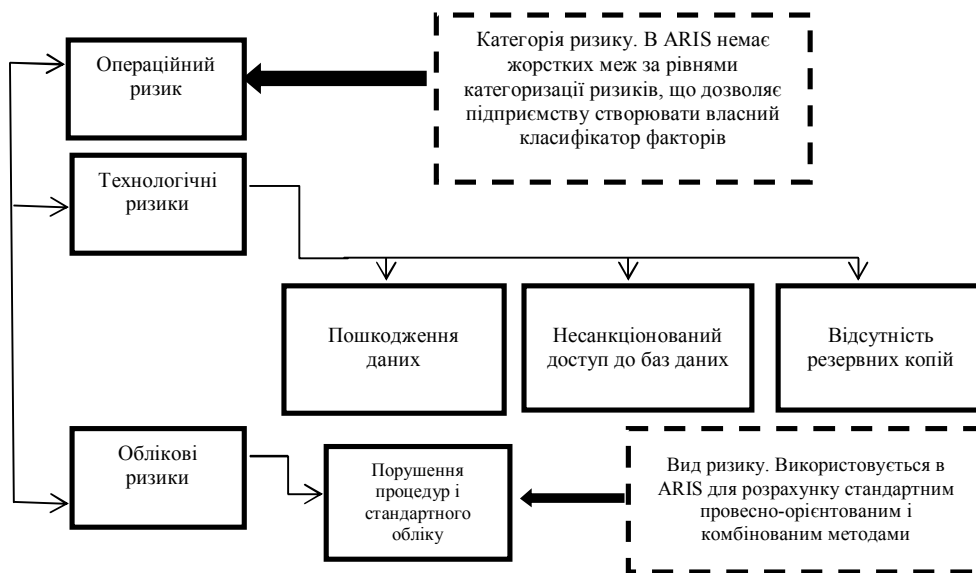 Операційний
ризик
Категорія ризику. В ARIS немає
жорстких меж за рівнями
категоризації ризиків, що дозволяє
підприємству створювати власний
класифікатор факторів
Технологічні
ризики
Пошкодження
даних
Несанкціонований
доступ до баз даних
Відсутність
резервних копій
Облікові
ризики
Порушення
процедур і
стандартного
обліку
Вид ризику. Використовується в
ARIS для розрахунку стандартним
провесно-орієнтованим і
комбінованим методами